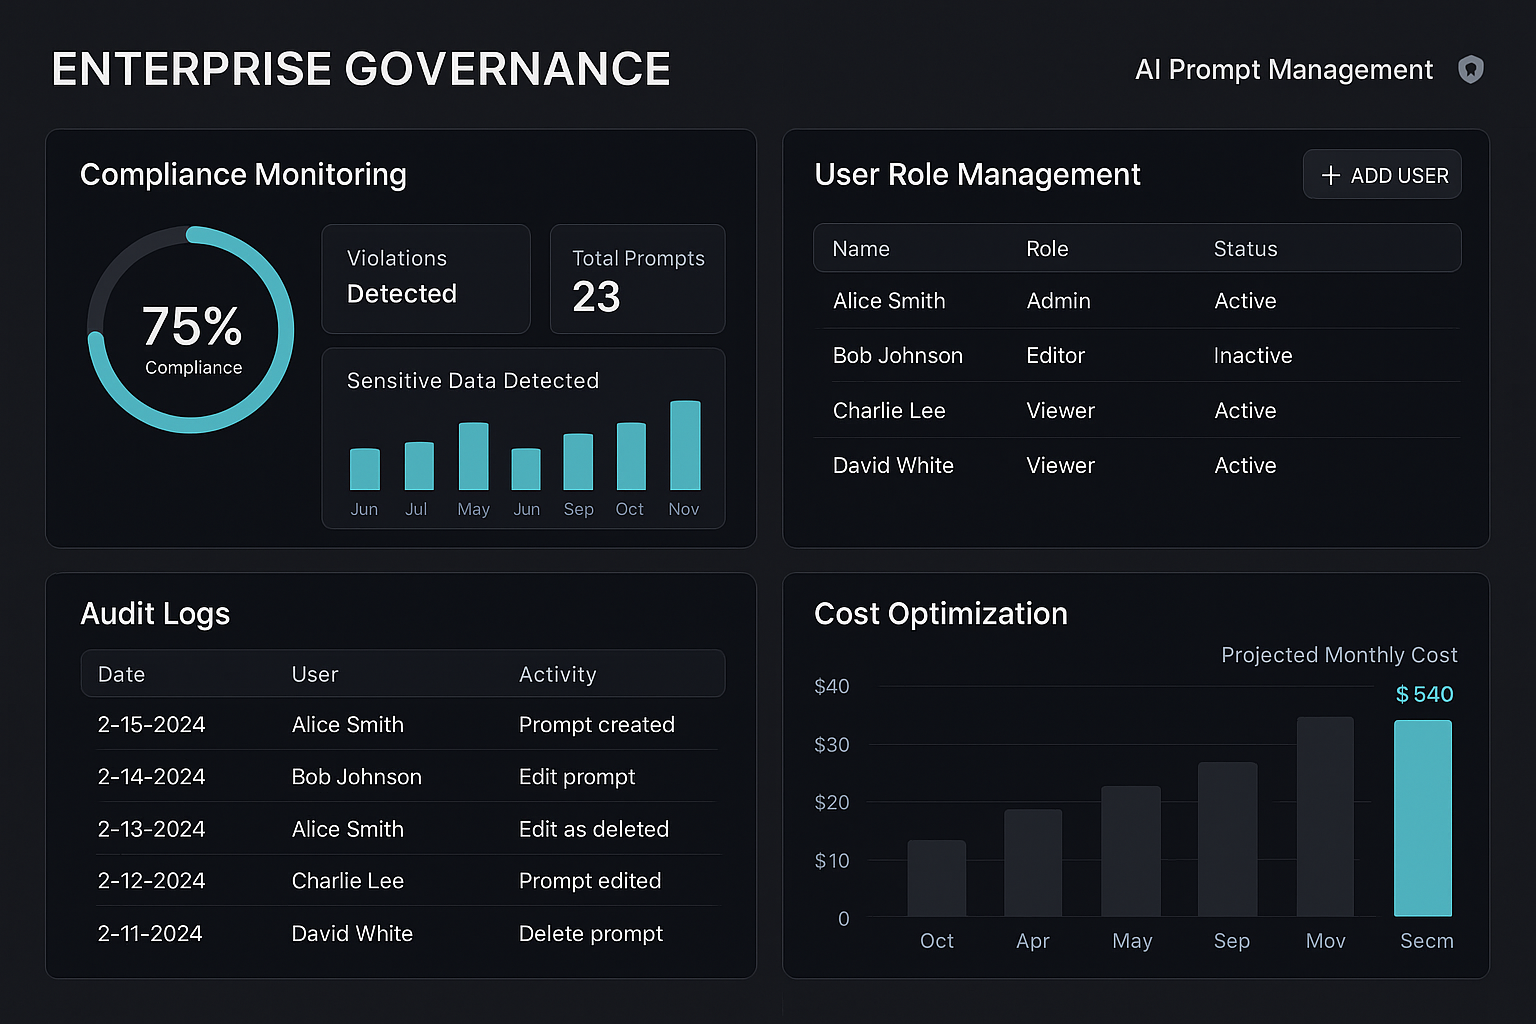 ENTERPRISE GOVERNANCE
AI Prompt Management
Compliance Monitoring
75%
Compliance
Violations
Detected
Total Prompts
23
Sensitive Data Detected
Jun Jul May Jun Sep Oct Nov
User Role Management
+ ADD USER
Name Role Status
Alice Smith Admin Active
Bob Johnson Editor Inactive
Charlie Lee Viewer Active
David White Viewer Active
Audit Logs
Date User Activity
2-15-2024 Alice Smith Prompt created
2-14-2024 Bob Johnson Edit prompt
2-13-2024 Alice Smith Edit as deleted
2-12-2024 Charlie Lee Prompt edited
2-11-2024 David White Delete prompt
Cost Optimization
Projected Monthly Cost
$ 540
$40
$30
$20
$10
0
Oct Apr May Sep Mov Secm